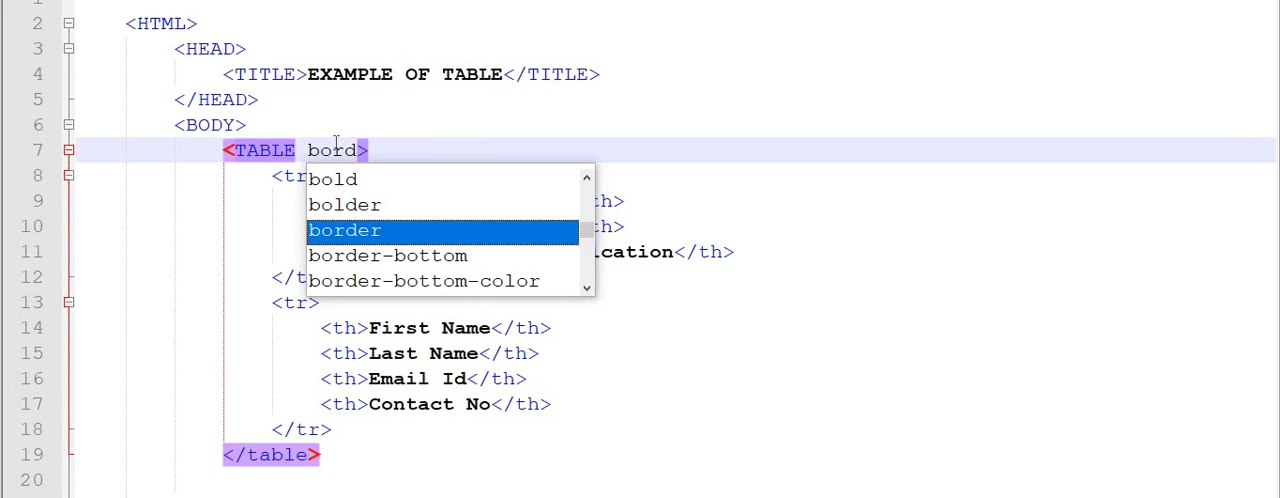 1
2 <HTML>
3 <HEAD>
4 <TITLE>EXAMPLE OF TABLE</TITLE>
5 </HEAD>
6 <BODY>
7 <TABLE bord>
8 <tr
bold
9 th>
bolder
10 th>
border
11 ication</th>
border-bottom
12 </t
border-bottom-color
13 <tr>
14 <th>First Name</th>
15 <th>Last Name</th>
16 <th>Email Id</th>
17 <th>Contact No</th>
18 </tr>
19 </table>
20